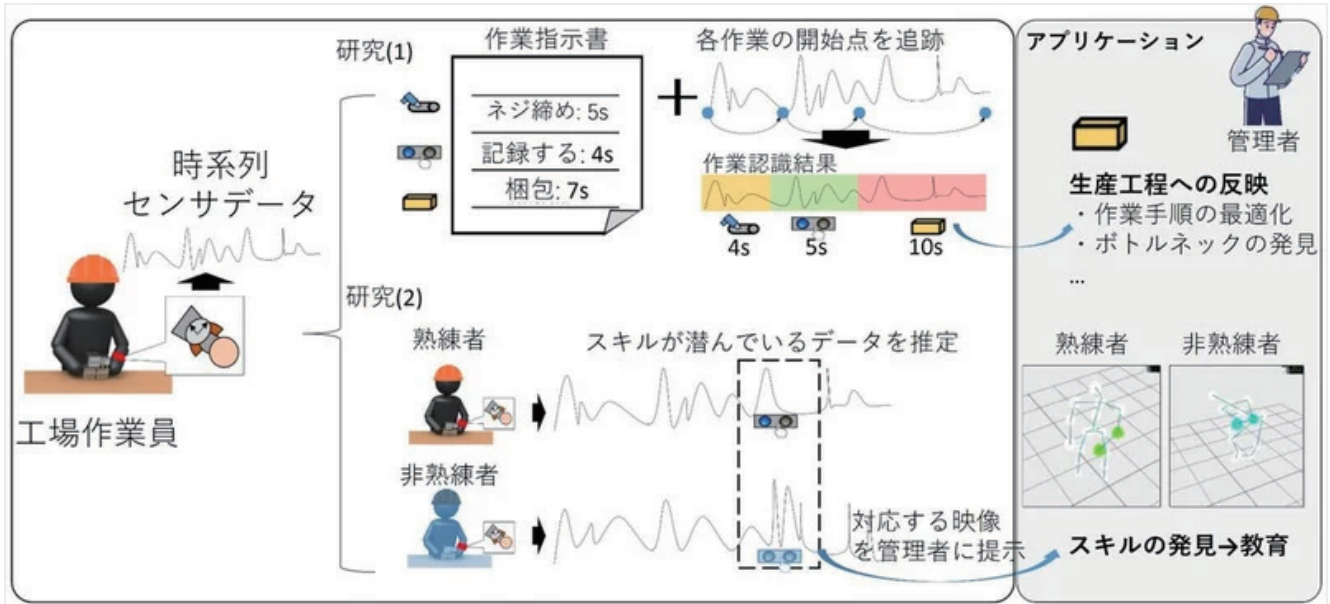 時系列
センサデータ
工場作業員
研究(1)
作業指示書
ネジ締め: 5s
記録する: 4s
梱包: 7s
各作業の開始点を追跡
作業認識結果
4s
5s
10s
研究(2)
熟練者
スキルが潜んでいるデータを推定
非熟練者
対応する映像
を管理者に提示
アプリケーション
管理者
生産工程への反映
・作業手順の最適化
・ボトルネックの発見
...
熟練者
非熟練者
スキルの発見→教育